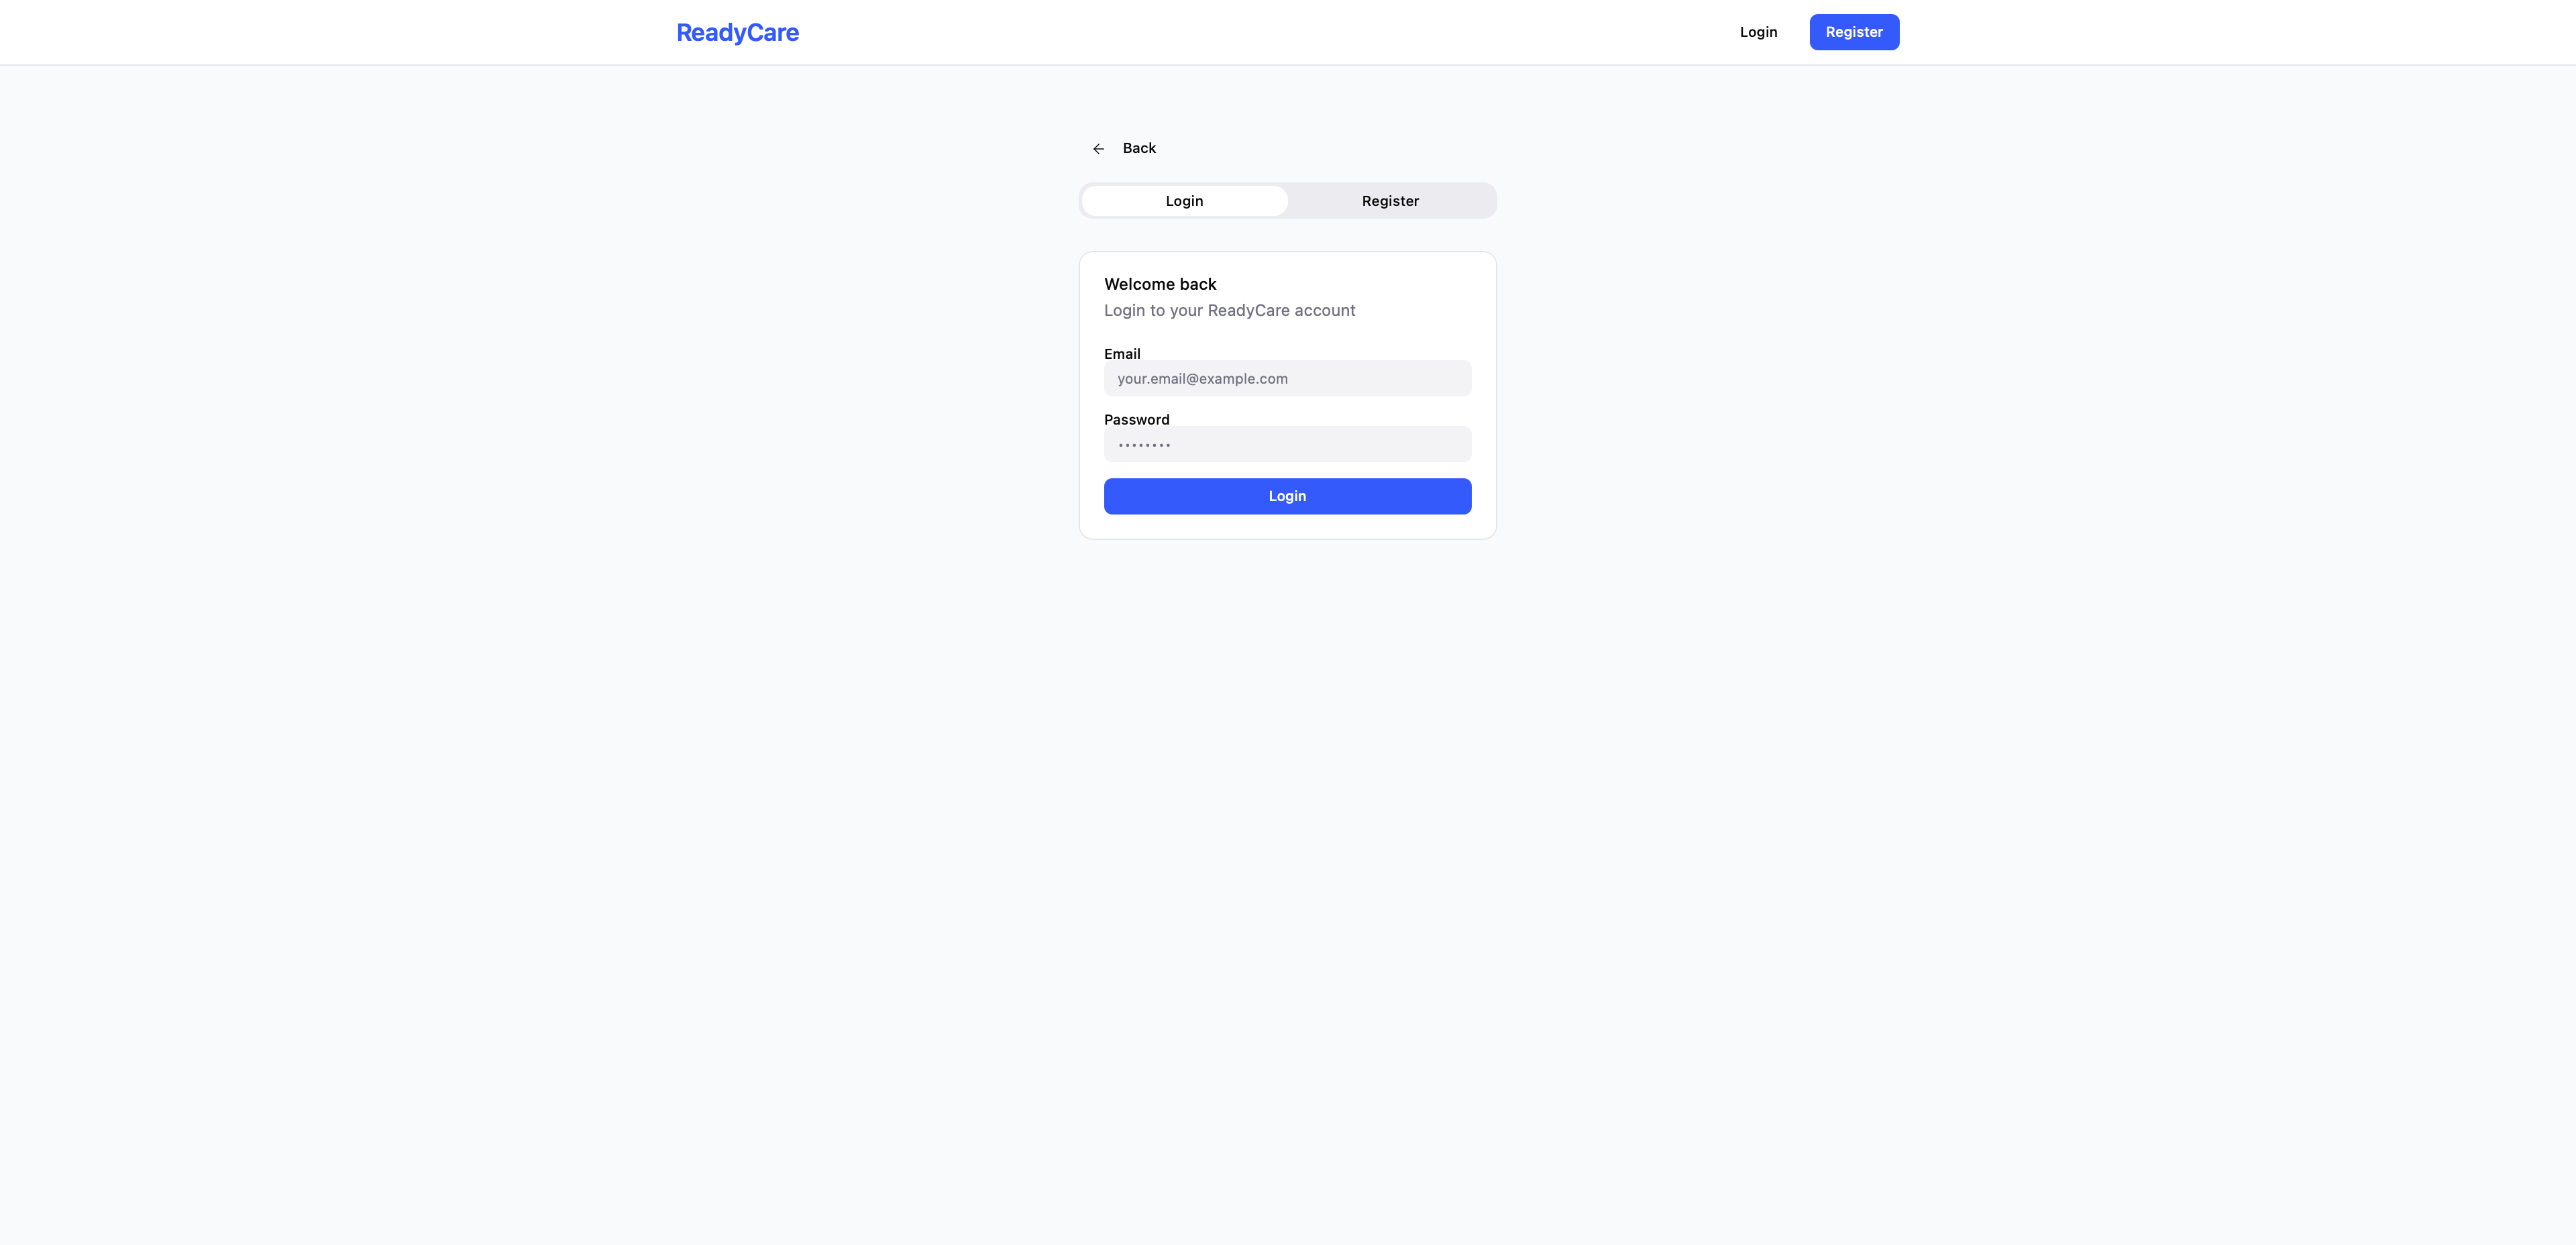 ReadyCare
Login
Register
Back
Login
Register
Welcome back
Login to your ReadyCare account
Email
your.email@example.com
Password
••••••••
Login